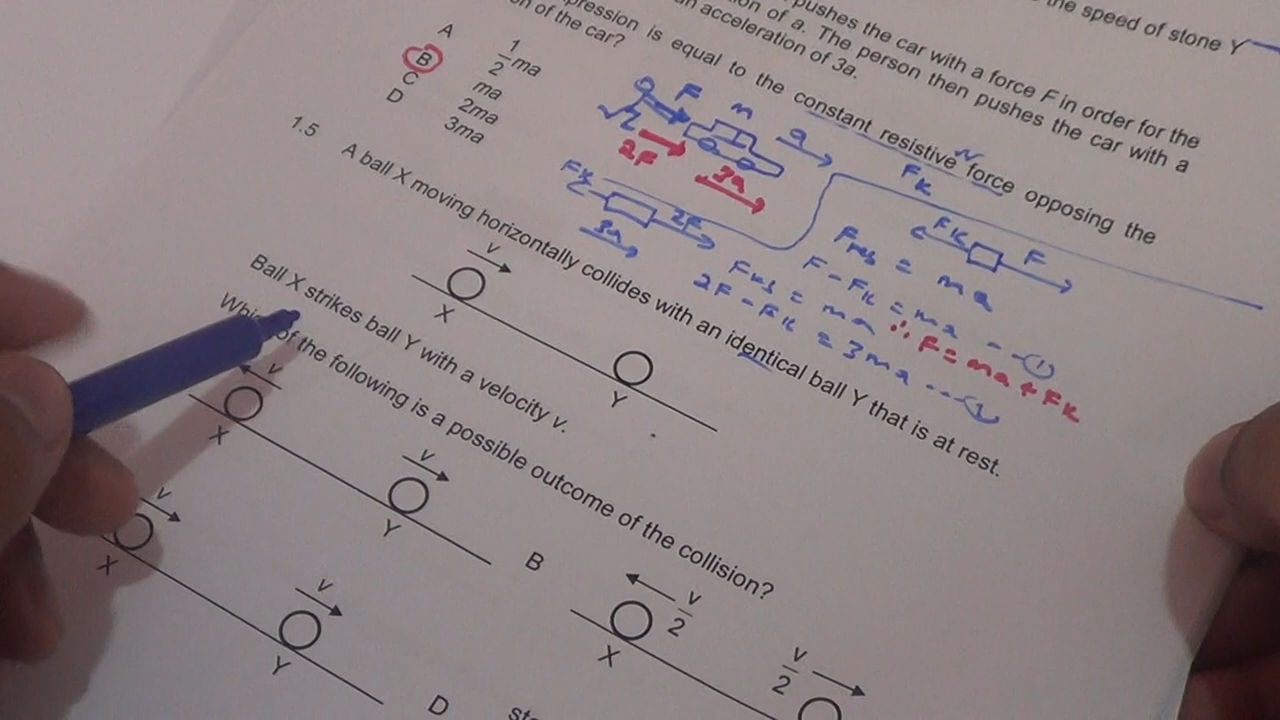 the speed of stone Y
pushes the car with a force F in order for the
of a. The person then pushes the car with a
acceleration of 3a.
is equal to the constant resistive force opposing the
of the car?
A 1/2 ma
B ma
C 2ma
D 3ma
F m a
2F 3a
FK 2F
3a
FK
FK F
Fres = ma
F - FK = ma --- ①
∴ F = ma + FK
Fres = ma
2F - FK = 3ma --- ②
1.5 A ball X moving horizontally collides with an identical ball Y that is at rest.
v
X
Y
Ball X strikes ball Y with a velocity v.
Which of the following is a possible outcome of the collision?
v
X
v
Y
B
v/2
X
v/2
v
X
v
Y
D